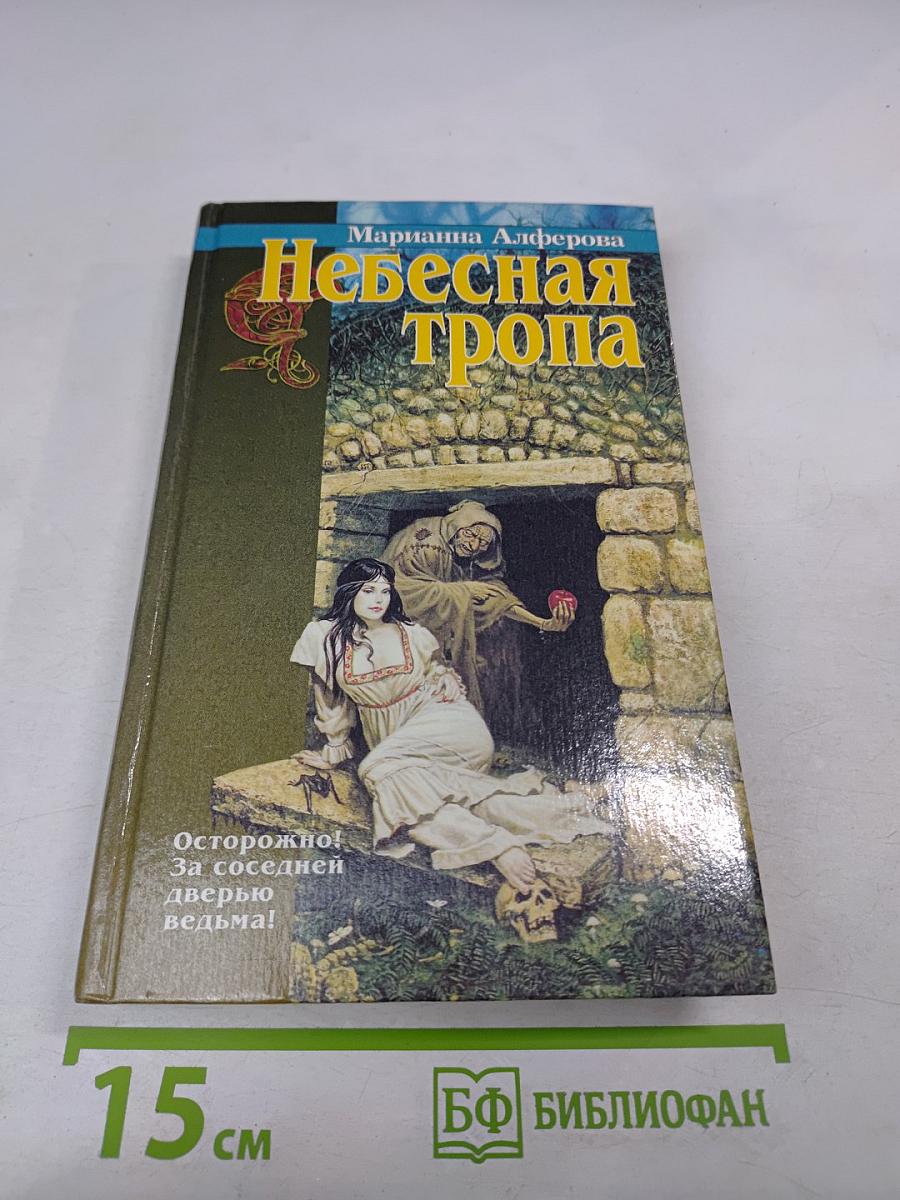 Марианна Алферова
Небесная
тропа
Осторожно!
За соседней
дверью
ведьма!
15 см
БФ БИБЛИОФАН